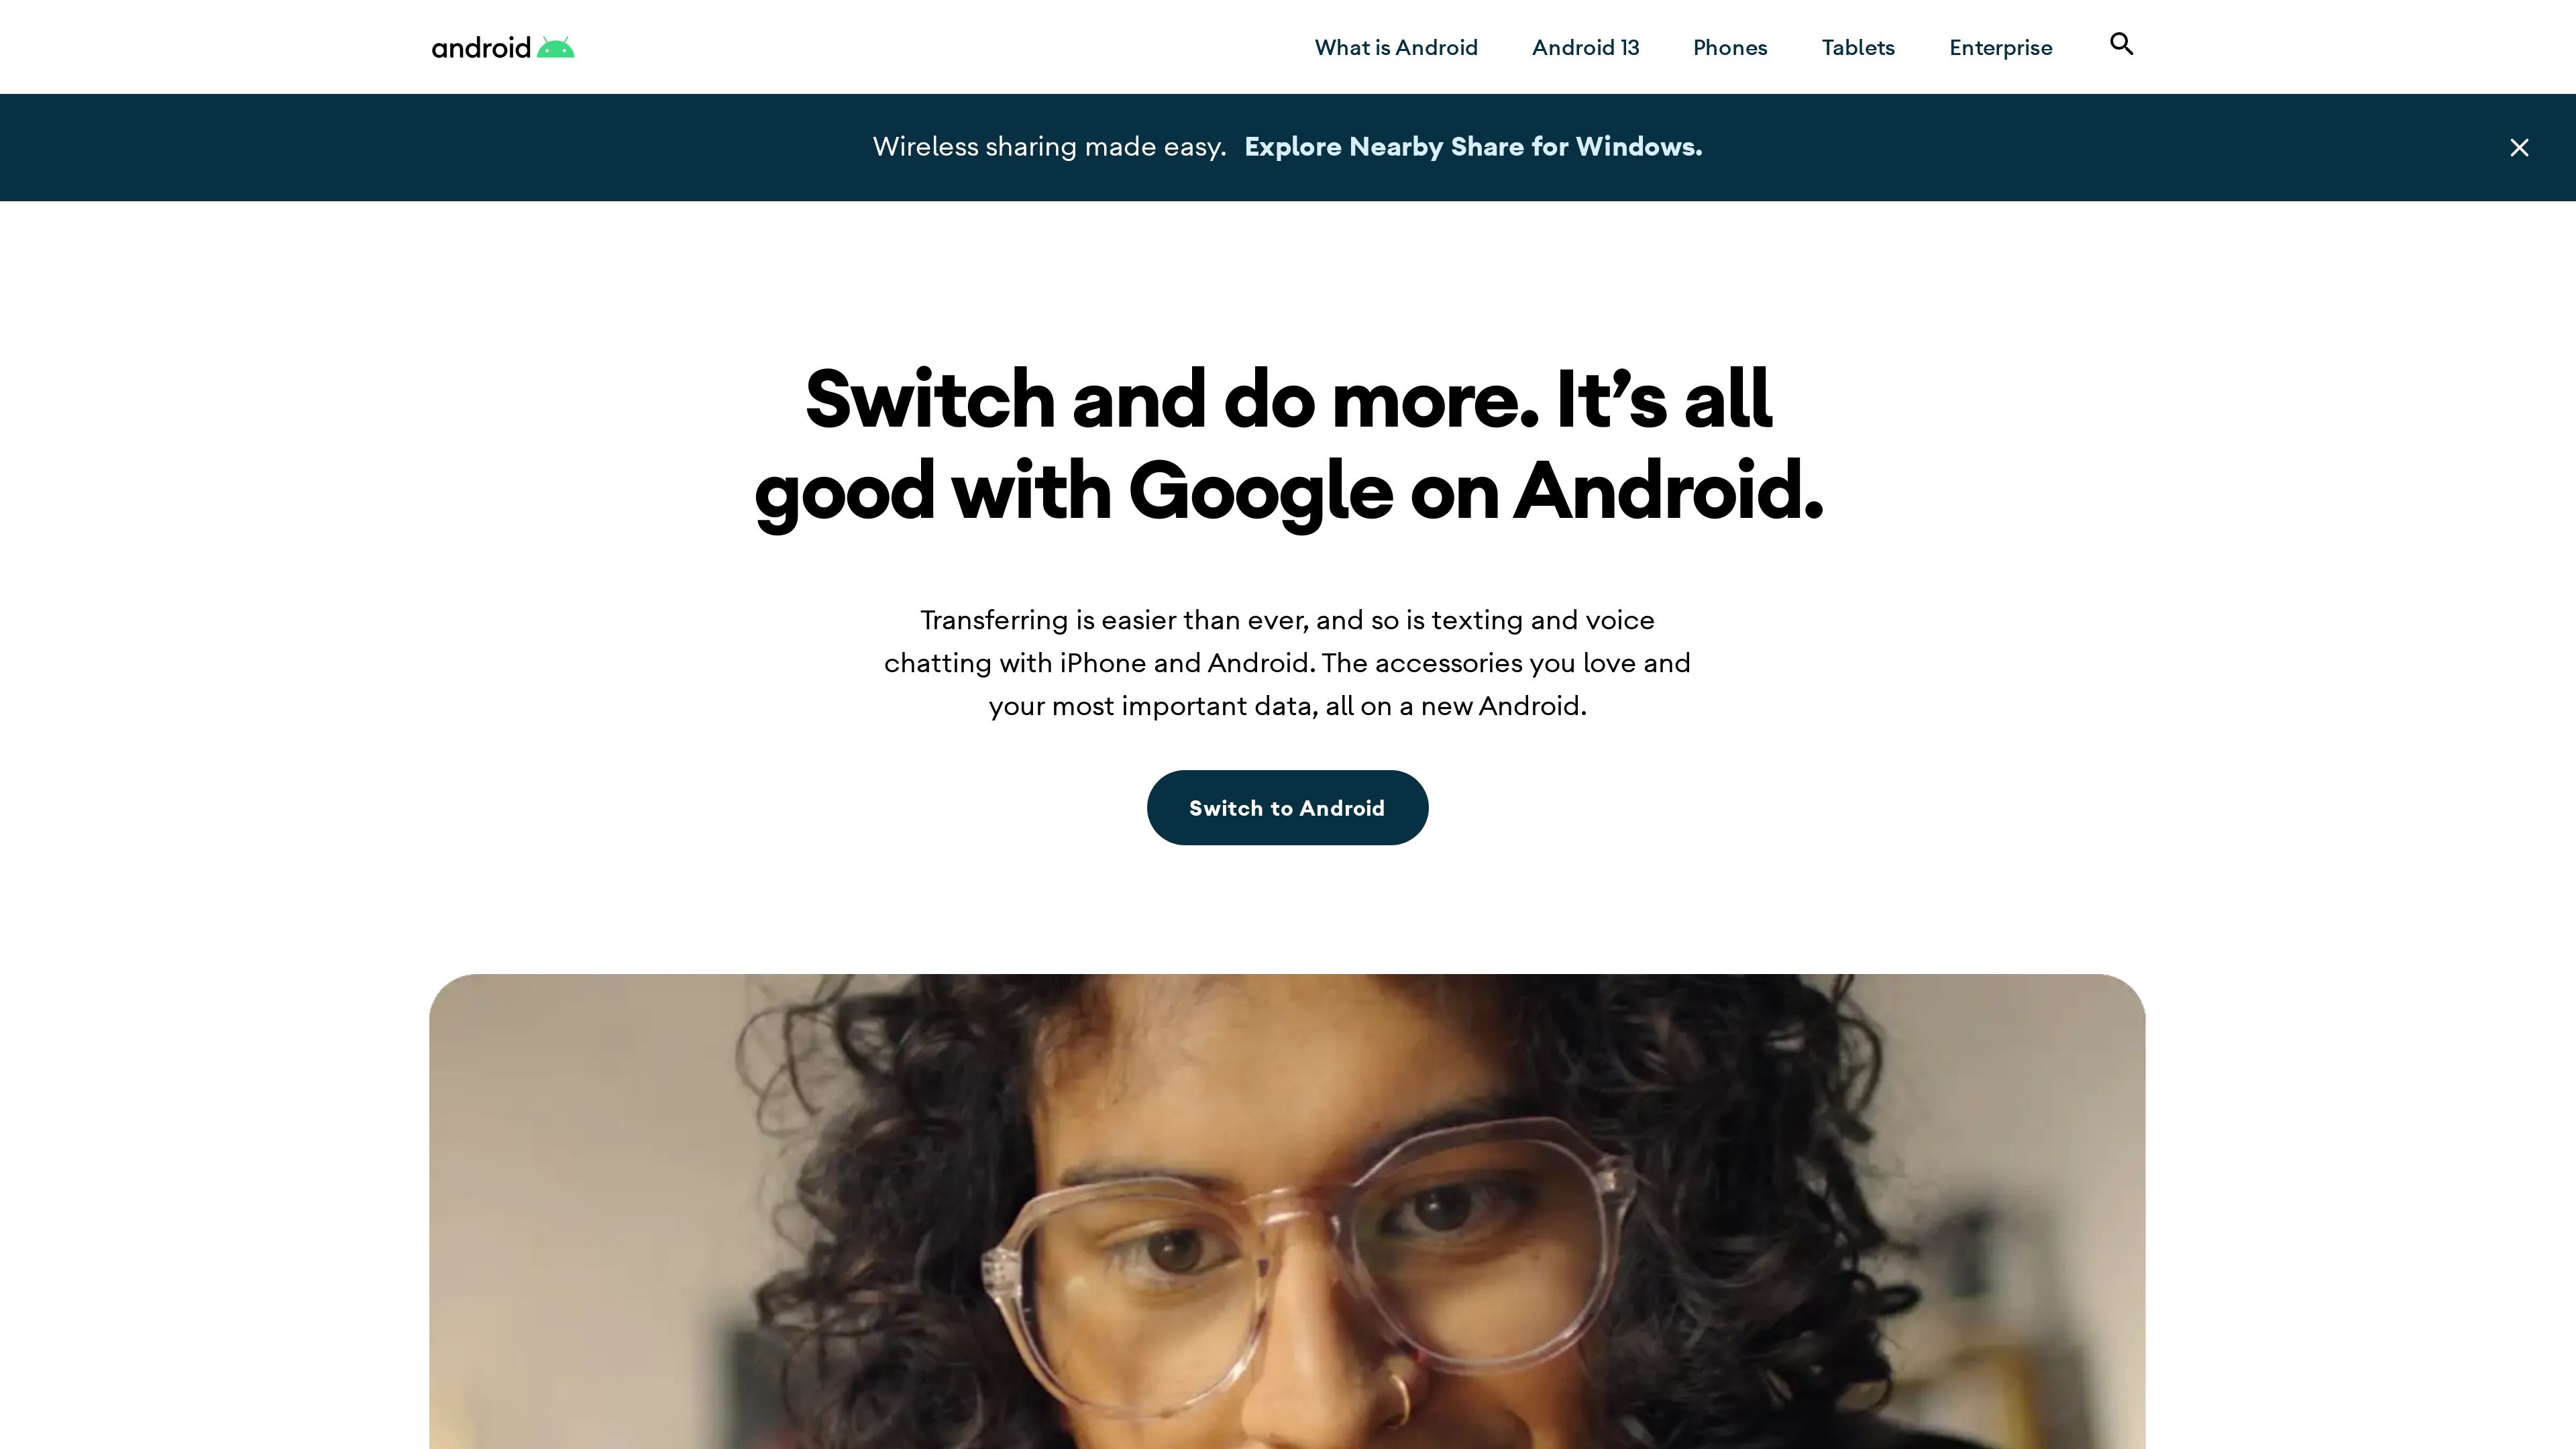 android
What is Android
Android 13
Phones
Tablets
Enterprise
Wireless sharing made easy. Explore Nearby Share for Windows.
Switch and do more. It’s all
good with Google on Android.
Transferring is easier than ever, and so is texting and voice
chatting with iPhone and Android. The accessories you love and
your most important data, all on a new Android.
Switch to Android